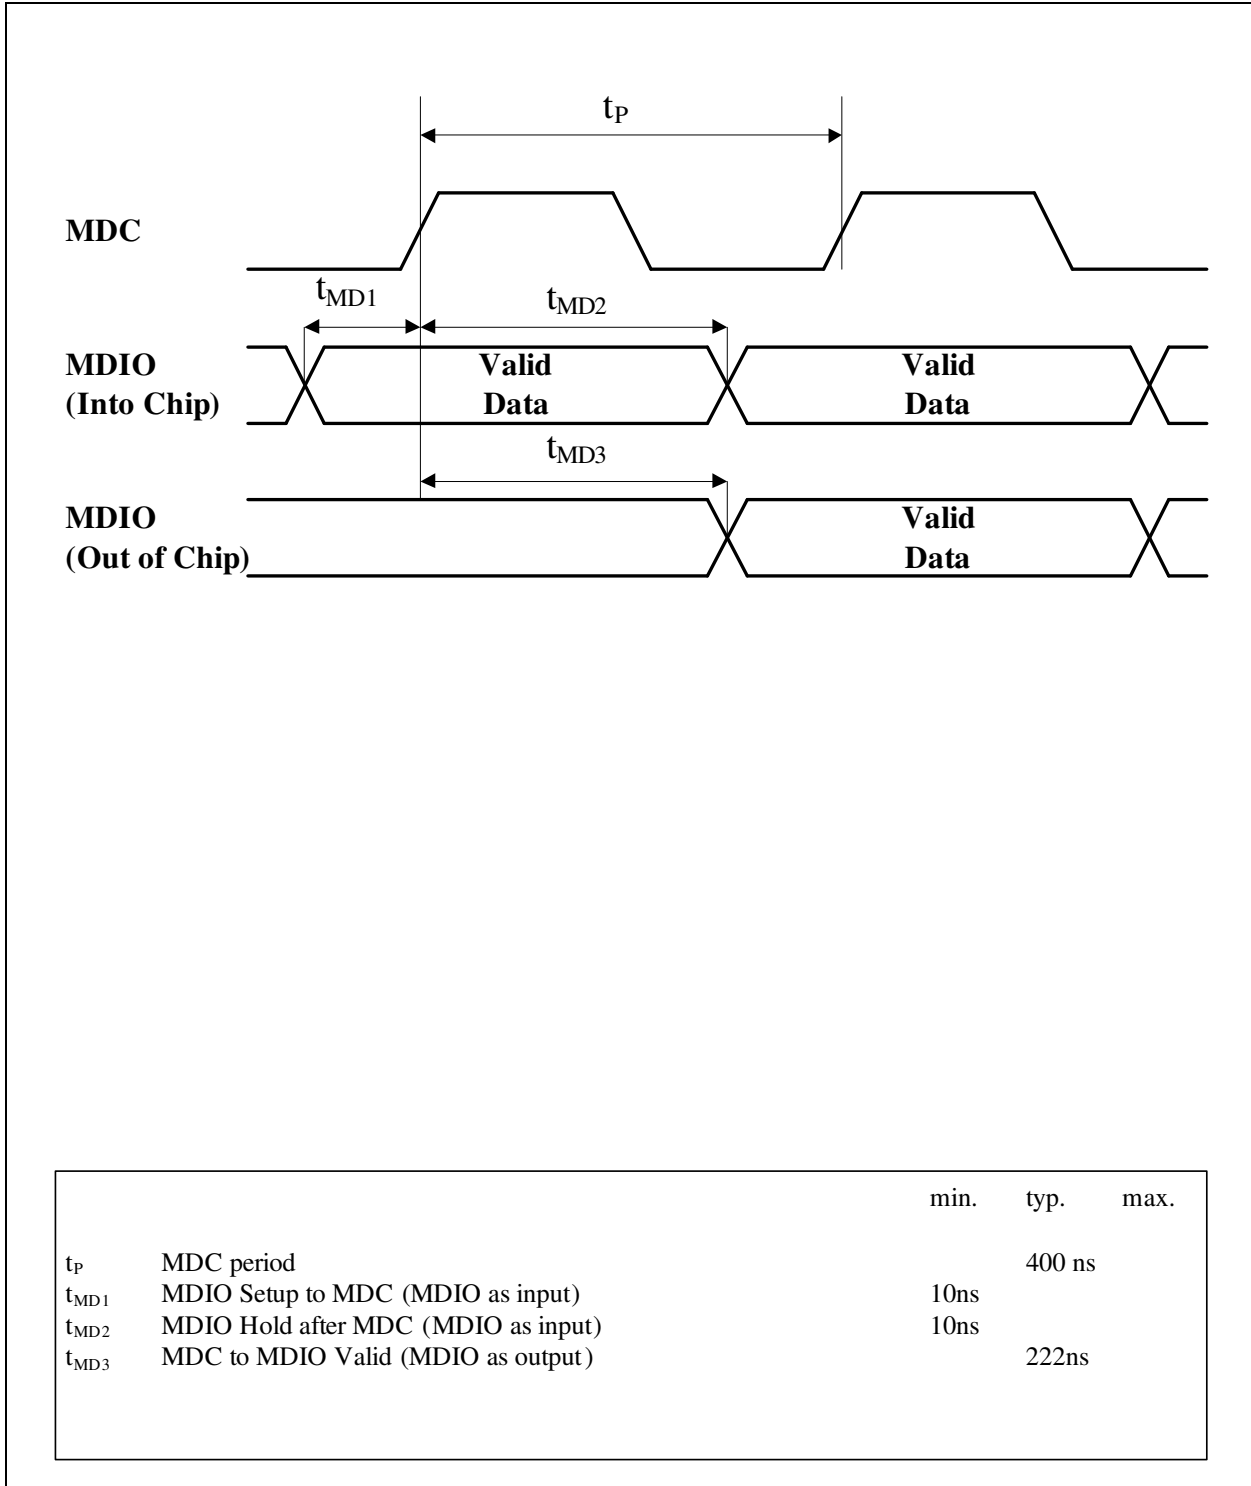 tP
MDC
tMD1
tMD2
MDIO
(Into Chip)
Valid
Data
Valid
Data
tMD3
MDIO
(Out of Chip)
Valid
Data
min. typ. max.
tP MDC period 400 ns
tMD1 MDIO Setup to MDC (MDIO as input) 10ns
tMD2 MDIO Hold after MDC (MDIO as input) 10ns
tMD3 MDC to MDIO Valid (MDIO as output) 222ns